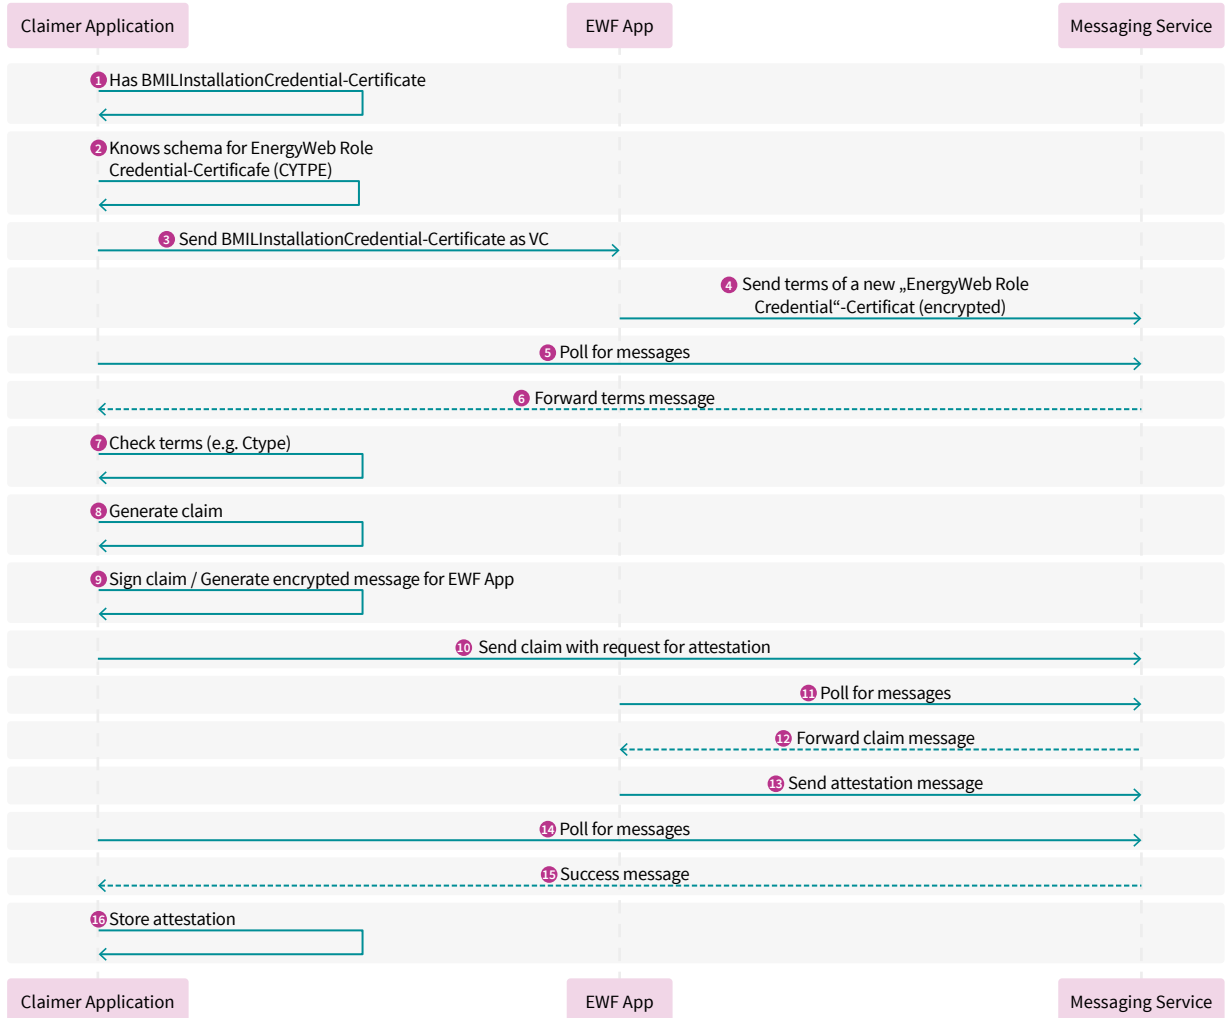 Claimer Application
EWF App
Messaging Service
1 Has BMILInstallationCredential-Certificate
2 Knows schema for EnergyWeb Role
Credential-Certificafe (CYTPE)
3 Send BMILInstallationCredential-Certificate as VC
4 Send terms of a new „EnergyWeb Role
Credential“-Certificat (encrypted)
5 Poll for messages
6 Forward terms message
7 Check terms (e.g. Ctype)
8 Generate claim
9 Sign claim / Generate encrypted message for EWF App
10 Send claim with request for attestation
11 Poll for messages
12 Forward claim message
13 Send attestation message
14 Poll for messages
15 Success message
16 Store attestation
Claimer Application
EWF App
Messaging Service